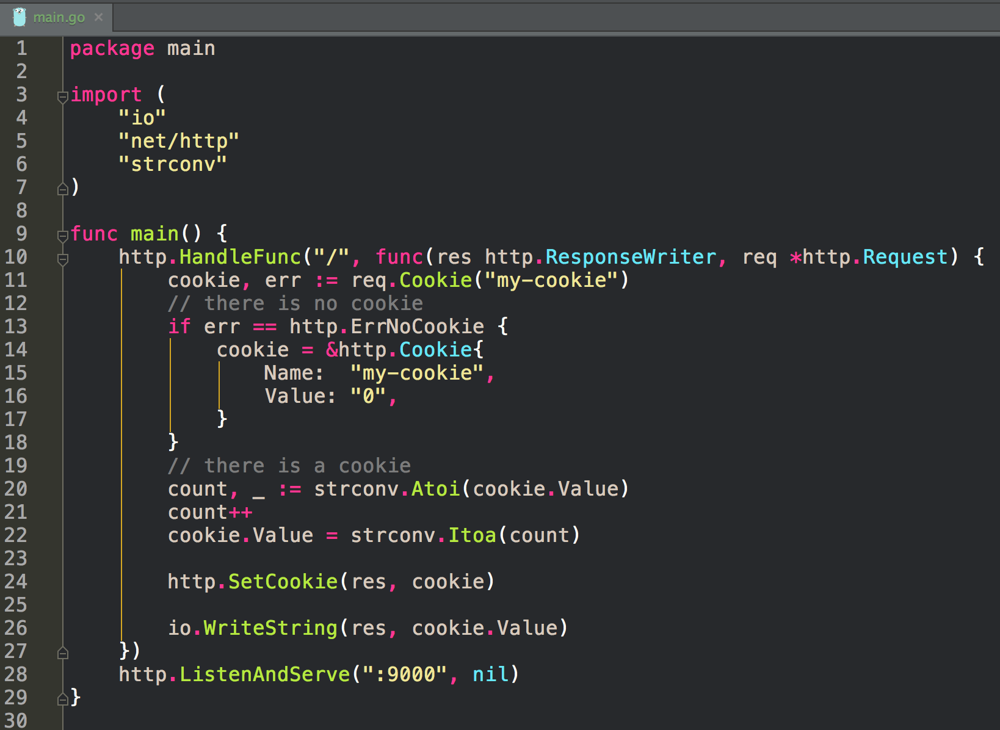 main.go ×
1 package main
2
3 import (
4     "io"
5     "net/http"
6     "strconv"
7 )
8
9 func main() {
10     http.HandleFunc("/", func(res http.ResponseWriter, req *http.Request) {
11         cookie, err := req.Cookie("my-cookie")
12         // there is no cookie
13         if err == http.ErrNoCookie {
14             cookie = &http.Cookie{
15                 Name:  "my-cookie",
16                 Value: "0",
17             }
18         }
19         // there is a cookie
20         count, _ := strconv.Atoi(cookie.Value)
21         count++
22         cookie.Value = strconv.Itoa(count)
23
24         http.SetCookie(res, cookie)
25
26         io.WriteString(res, cookie.Value)
27     })
28     http.ListenAndServe(":9000", nil)
29 }
30